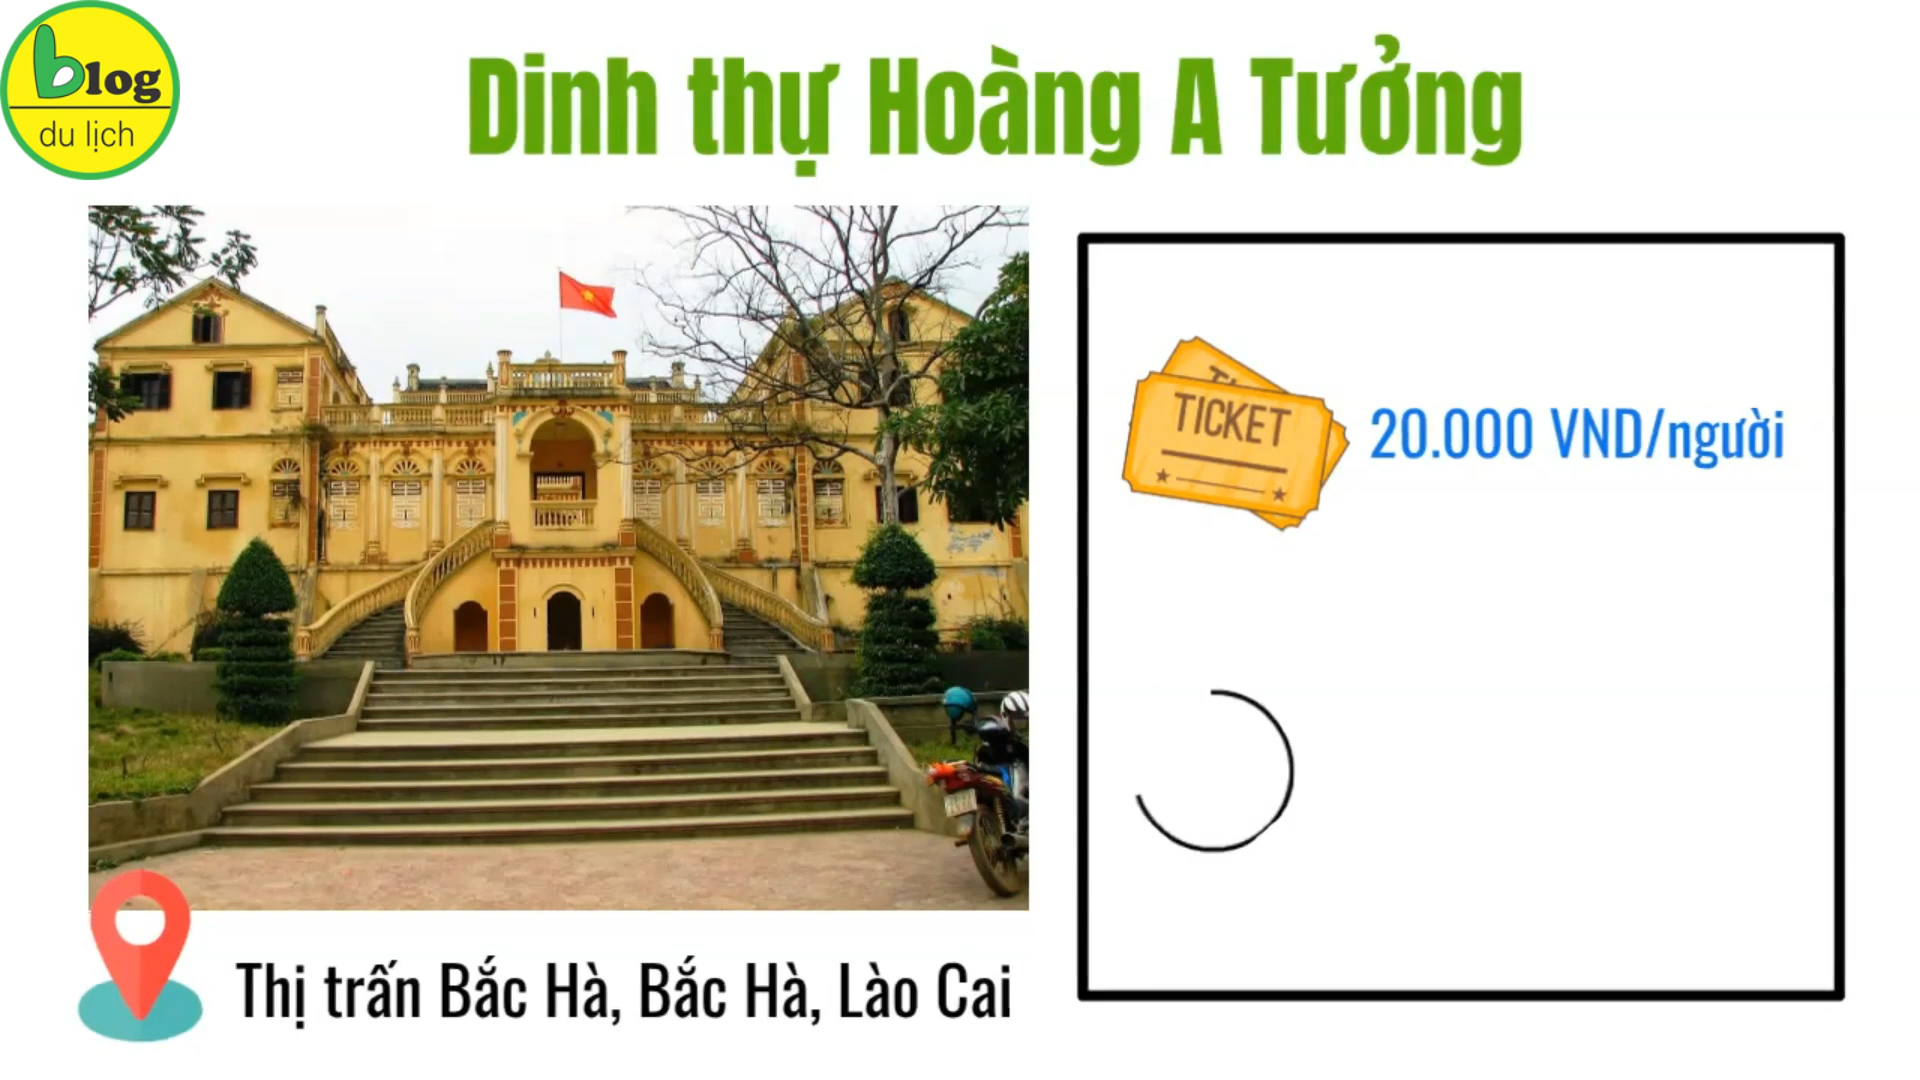 blog
du lịch
Dinh thự Hoàng A Tưởng
TICKET
20.000 VND/người
Thị trấn Bắc Hà, Bắc Hà, Lào Cai